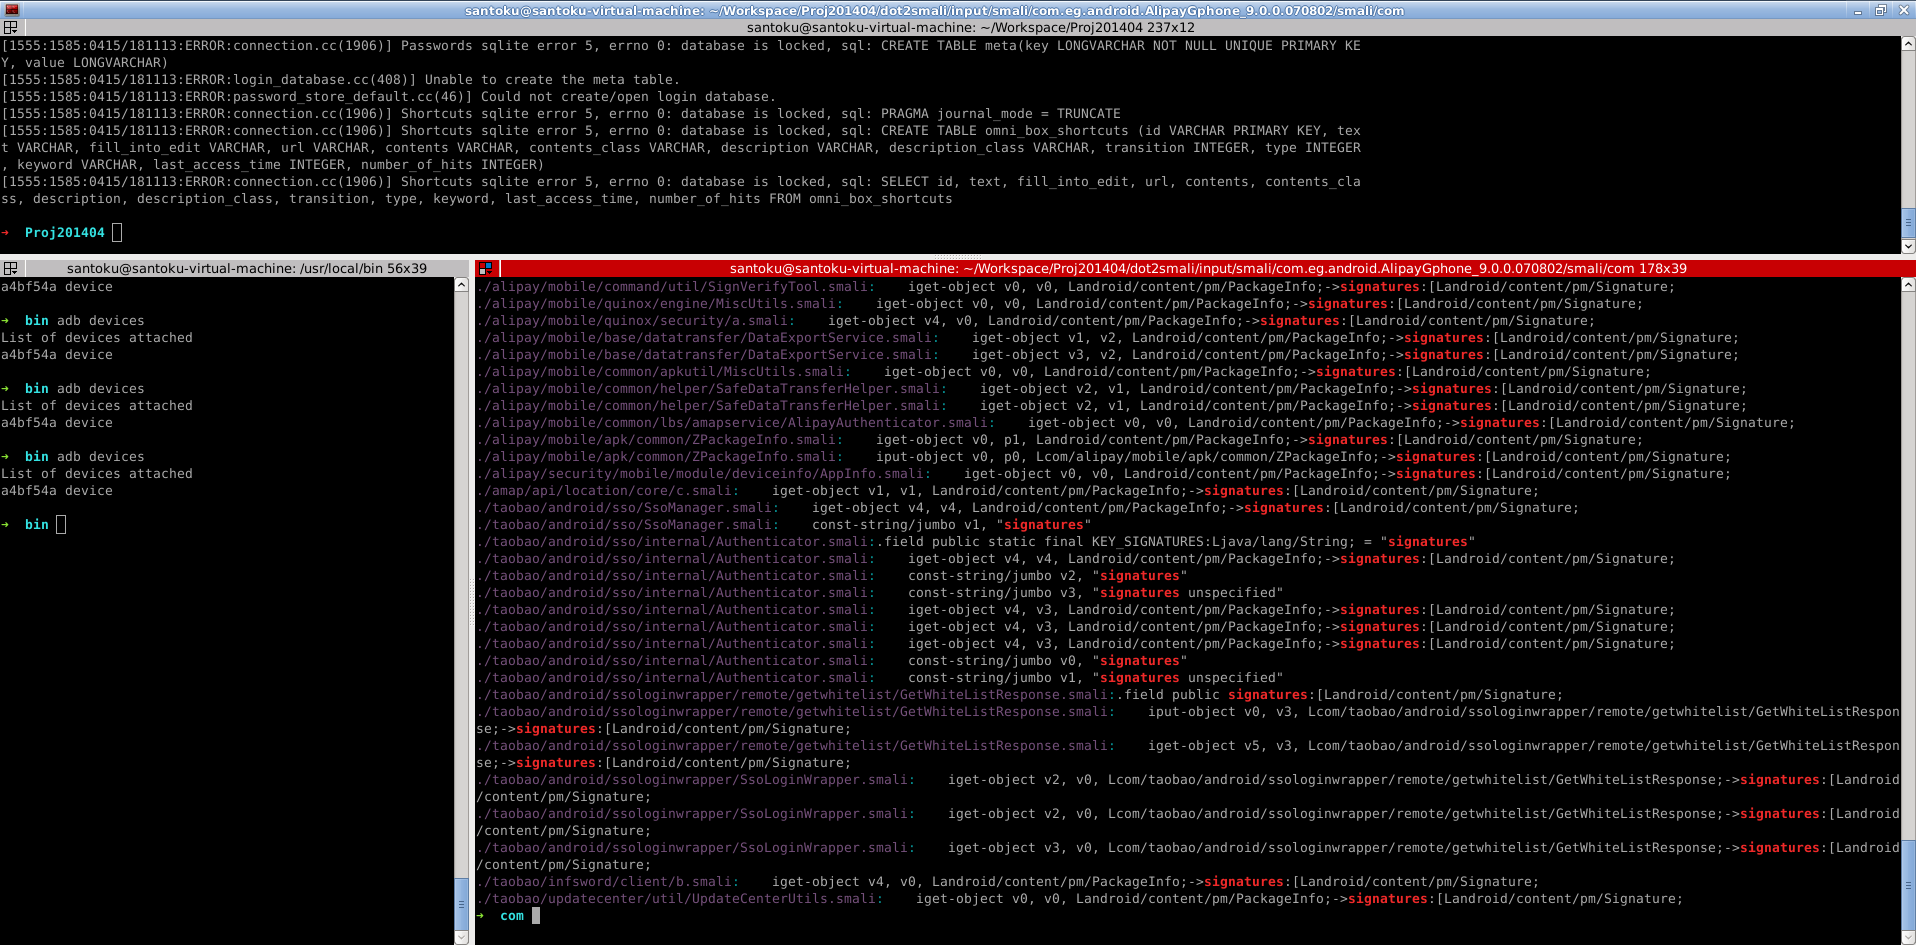 santoku@santoku-virtual-machine: ~/Workspace/Proj201404/dot2smali/input/smali/com.eg.android.AlipayGphone_9.0.0.070802/smali/com
santoku@santoku-virtual-machine: ~/Workspace/Proj201404 237x12
[1555:1585:0415/181113:ERROR:connection.cc(1906)] Passwords sqlite error 5, errno 0: database is locked, sql: CREATE TABLE meta(key LONGVARCHAR NOT NULL UNIQUE PRIMARY KE
Y, value LONGVARCHAR)
[1555:1585:0415/181113:ERROR:login_database.cc(408)] Unable to create the meta table.
[1555:1585:0415/181113:ERROR:password_store_default.cc(46)] Could not create/open login database.
[1555:1585:0415/181113:ERROR:connection.cc(1906)] Shortcuts sqlite error 5, errno 0: database is locked, sql: PRAGMA journal_mode = TRUNCATE
[1555:1585:0415/181113:ERROR:connection.cc(1906)] Shortcuts sqlite error 5, errno 0: database is locked, sql: CREATE TABLE omni_box_shortcuts (id VARCHAR PRIMARY KEY, tex
t VARCHAR, fill_into_edit VARCHAR, url VARCHAR, contents VARCHAR, contents_class VARCHAR, description VARCHAR, description_class VARCHAR, transition INTEGER, type INTEGER
, keyword VARCHAR, last_access_time INTEGER, number_of_hits INTEGER)
[1555:1585:0415/181113:ERROR:connection.cc(1906)] Shortcuts sqlite error 5, errno 0: database is locked, sql: SELECT id, text, fill_into_edit, url, contents, contents_cla
ss, description, description_class, transition, type, keyword, last_access_time, number_of_hits FROM omni_box_shortcuts
→ Proj201404
santoku@santoku-virtual-machine: /usr/local/bin 56x39
a4bf54a device
→ bin adb devices
List of devices attached
a4bf54a device
→ bin adb devices
List of devices attached
a4bf54a device
→ bin adb devices
List of devices attached
a4bf54a device
→ bin
santoku@santoku-virtual-machine: ~/Workspace/Proj201404/dot2smali/input/smali/com.eg.android.AlipayGphone_9.0.0.070802/smali/com 178x39
./alipay/mobile/command/util/SignVerifyTool.smali:    iget-object v0, v0, Landroid/content/pm/PackageInfo;->signatures:[Landroid/content/pm/Signature;
./alipay/mobile/quinox/engine/MiscUtils.smali:    iget-object v0, v0, Landroid/content/pm/PackageInfo;->signatures:[Landroid/content/pm/Signature;
./alipay/mobile/quinox/security/a.smali:    iget-object v4, v0, Landroid/content/pm/PackageInfo;->signatures:[Landroid/content/pm/Signature;
./alipay/mobile/base/datatransfer/DataExportService.smali:    iget-object v1, v2, Landroid/content/pm/PackageInfo;->signatures:[Landroid/content/pm/Signature;
./alipay/mobile/base/datatransfer/DataExportService.smali:    iget-object v3, v2, Landroid/content/pm/PackageInfo;->signatures:[Landroid/content/pm/Signature;
./alipay/mobile/common/apkutil/MiscUtils.smali:    iget-object v0, v0, Landroid/content/pm/PackageInfo;->signatures:[Landroid/content/pm/Signature;
./alipay/mobile/common/helper/SafeDataTransferHelper.smali:    iget-object v2, v1, Landroid/content/pm/PackageInfo;->signatures:[Landroid/content/pm/Signature;
./alipay/mobile/common/helper/SafeDataTransferHelper.smali:    iget-object v2, v1, Landroid/content/pm/PackageInfo;->signatures:[Landroid/content/pm/Signature;
./alipay/mobile/common/lbs/amapservice/AlipayAuthenticator.smali:    iget-object v0, v0, Landroid/content/pm/PackageInfo;->signatures:[Landroid/content/pm/Signature;
./alipay/mobile/apk/common/ZPackageInfo.smali:    iget-object v0, p1, Landroid/content/pm/PackageInfo;->signatures:[Landroid/content/pm/Signature;
./alipay/mobile/apk/common/ZPackageInfo.smali:    iput-object v0, p0, Lcom/alipay/mobile/apk/common/ZPackageInfo;->signatures:[Landroid/content/pm/Signature;
./alipay/security/mobile/module/deviceinfo/AppInfo.smali:    iget-object v0, v0, Landroid/content/pm/PackageInfo;->signatures:[Landroid/content/pm/Signature;
./amap/api/location/core/c.smali:    iget-object v1, v1, Landroid/content/pm/PackageInfo;->signatures:[Landroid/content/pm/Signature;
./taobao/android/sso/SsoManager.smali:    iget-object v4, v4, Landroid/content/pm/PackageInfo;->signatures:[Landroid/content/pm/Signature;
./taobao/android/sso/SsoManager.smali:    const-string/jumbo v1, "signatures"
./taobao/android/sso/internal/Authenticator.smali:.field public static final KEY_SIGNATURES:Ljava/lang/String; = "signatures"
./taobao/android/sso/internal/Authenticator.smali:    iget-object v4, v4, Landroid/content/pm/PackageInfo;->signatures:[Landroid/content/pm/Signature;
./taobao/android/sso/internal/Authenticator.smali:    const-string/jumbo v2, "signatures"
./taobao/android/sso/internal/Authenticator.smali:    const-string/jumbo v3, "signatures unspecified"
./taobao/android/sso/internal/Authenticator.smali:    iget-object v4, v3, Landroid/content/pm/PackageInfo;->signatures:[Landroid/content/pm/Signature;
./taobao/android/sso/internal/Authenticator.smali:    iget-object v4, v3, Landroid/content/pm/PackageInfo;->signatures:[Landroid/content/pm/Signature;
./taobao/android/sso/internal/Authenticator.smali:    iget-object v4, v3, Landroid/content/pm/PackageInfo;->signatures:[Landroid/content/pm/Signature;
./taobao/android/sso/internal/Authenticator.smali:    const-string/jumbo v0, "signatures"
./taobao/android/sso/internal/Authenticator.smali:    const-string/jumbo v1, "signatures unspecified"
./taobao/android/ssologinwrapper/remote/getwhitelist/GetWhiteListResponse.smali:.field public signatures:[Landroid/content/pm/Signature;
./taobao/android/ssologinwrapper/remote/getwhitelist/GetWhiteListResponse.smali:    iput-object v0, v3, Lcom/taobao/android/ssologinwrapper/remote/getwhitelist/GetWhiteListRespon
se;->signatures:[Landroid/content/pm/Signature;
./taobao/android/ssologinwrapper/remote/getwhitelist/GetWhiteListResponse.smali:    iget-object v5, v3, Lcom/taobao/android/ssologinwrapper/remote/getwhitelist/GetWhiteListRespon
se;->signatures:[Landroid/content/pm/Signature;
./taobao/android/ssologinwrapper/SsoLoginWrapper.smali:    iget-object v2, v0, Lcom/taobao/android/ssologinwrapper/remote/getwhitelist/GetWhiteListResponse;->signatures:[Landroid
/content/pm/Signature;
./taobao/android/ssologinwrapper/SsoLoginWrapper.smali:    iget-object v2, v0, Lcom/taobao/android/ssologinwrapper/remote/getwhitelist/GetWhiteListResponse;->signatures:[Landroid
/content/pm/Signature;
./taobao/android/ssologinwrapper/SsoLoginWrapper.smali:    iget-object v3, v0, Lcom/taobao/android/ssologinwrapper/remote/getwhitelist/GetWhiteListResponse;->signatures:[Landroid
/content/pm/Signature;
./taobao/infsword/client/b.smali:    iget-object v4, v0, Landroid/content/pm/PackageInfo;->signatures:[Landroid/content/pm/Signature;
./taobao/updatecenter/util/UpdateCenterUtils.smali:    iget-object v0, v0, Landroid/content/pm/PackageInfo;->signatures:[Landroid/content/pm/Signature;
→ com